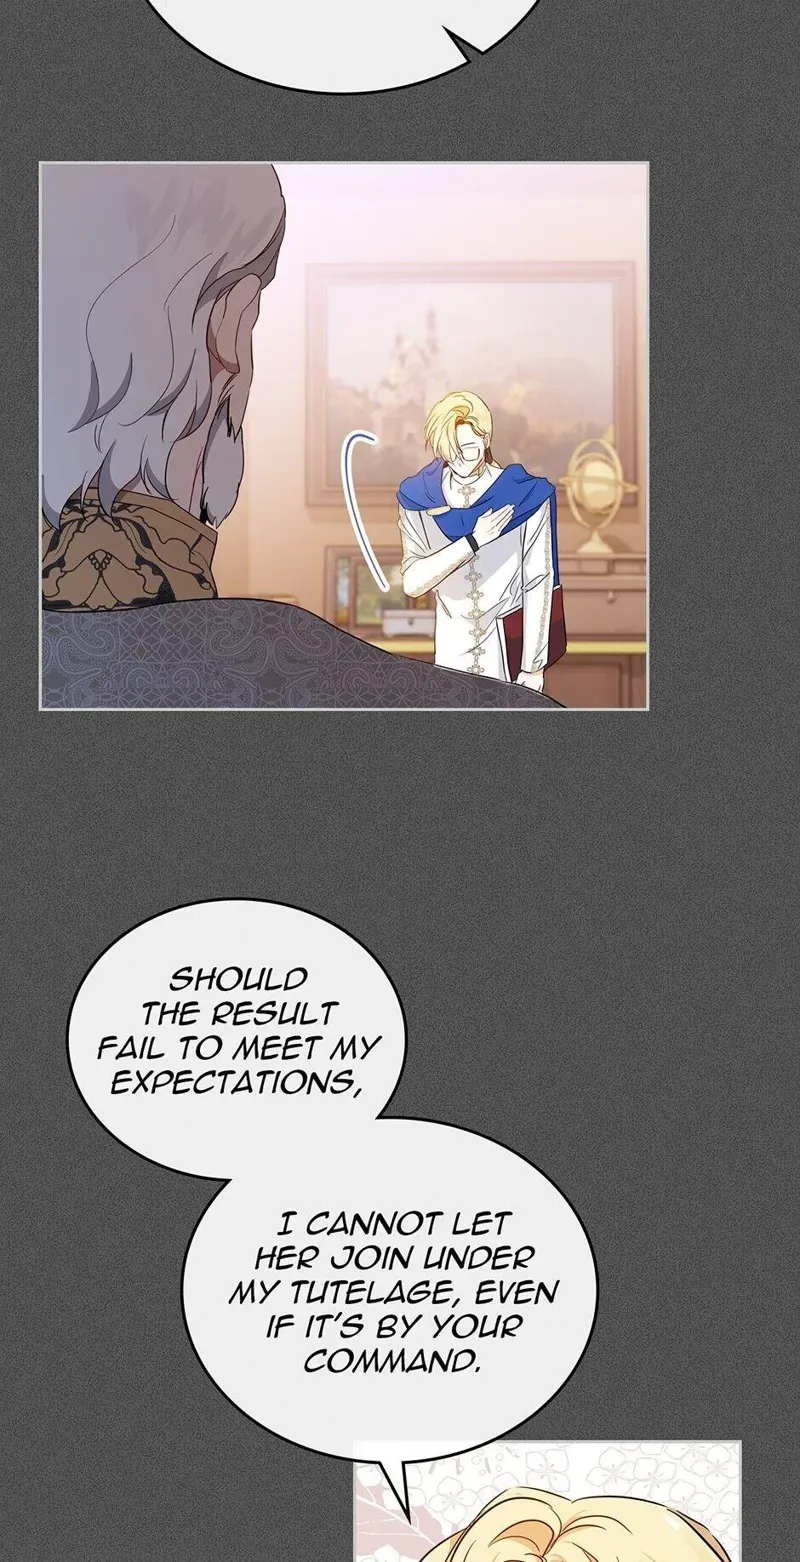 SHOULD
THE RESULT
FAIL TO MEET MY
EXPECTATIONS,
I CANNOT LET
HER JOIN UNDER
MY TUTELAGE, EVEN
IF IT'S BY YOUR
COMMAND.